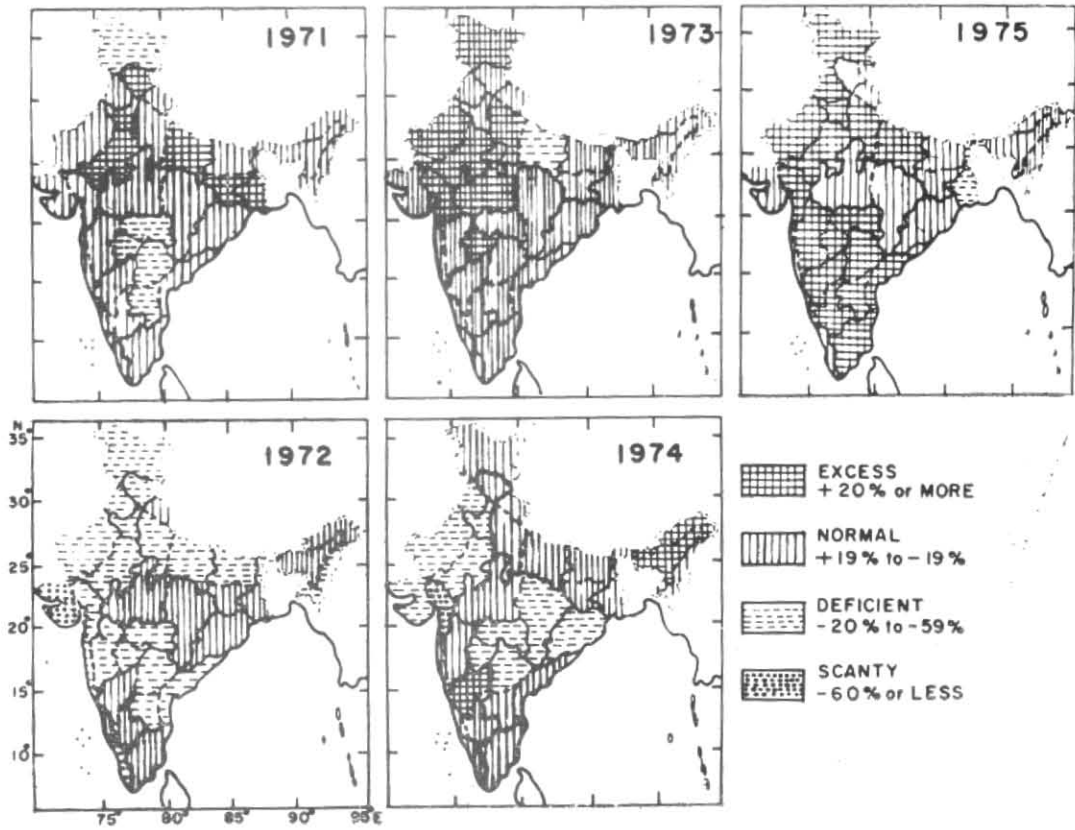 1971
1973
1975
1972
1974
N
35°
30°
25°
20°
15°
10°
75° 80° 85° 90° 95°E
EXCESS
+20% or MORE
NORMAL
+19% to -19%
DEFICIENT
-20% to -59%
SCANTY
-60% or LESS